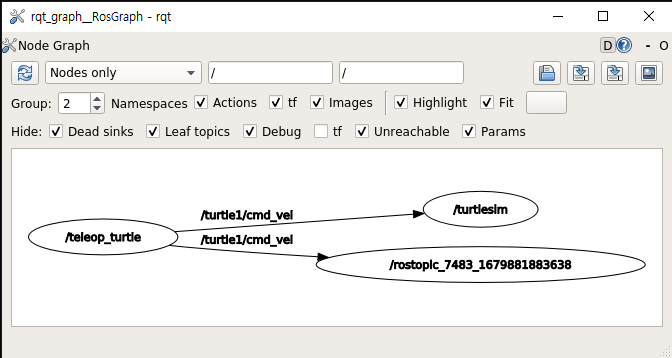 rqt_graph__RosGraph - rqt
Node Graph
D
- O
Nodes only
/
/
Group:
2
Namespaces
Actions
tf
Images
Highlight
Fit
Hide:
Dead sinks
Leaf topics
Debug
tf
Unreachable
Params
/turtle1/cmd_vel
/turtlesim
/teleop_turtle
/turtle1/cmd_vel
/rostopic_7483_1679881883638